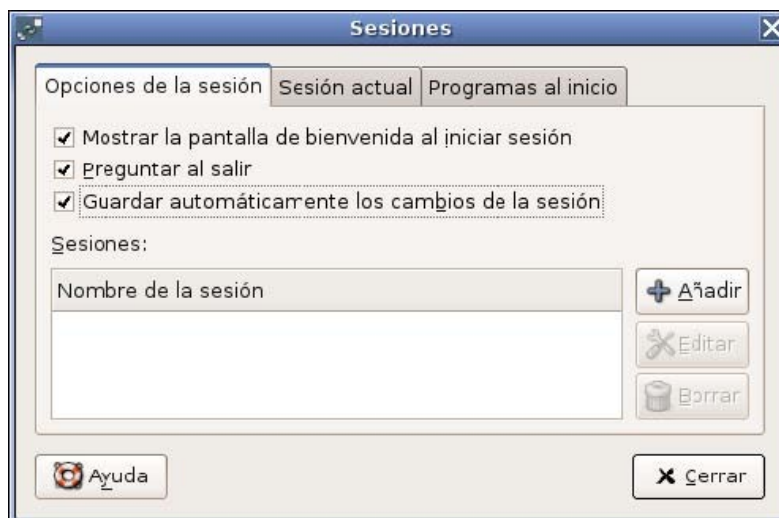 Sesiones
Opciones de la sesión Sesión actual Programas al inicio
Mostrar la pantalla de bienvenida al iniciar sesión
Preguntar al salir
Guardar automáticamente los cambios de la sesión
Sesiones:
Nombre de la sesión
Añadir
Editar
Borrar
Ayuda
Cerrar